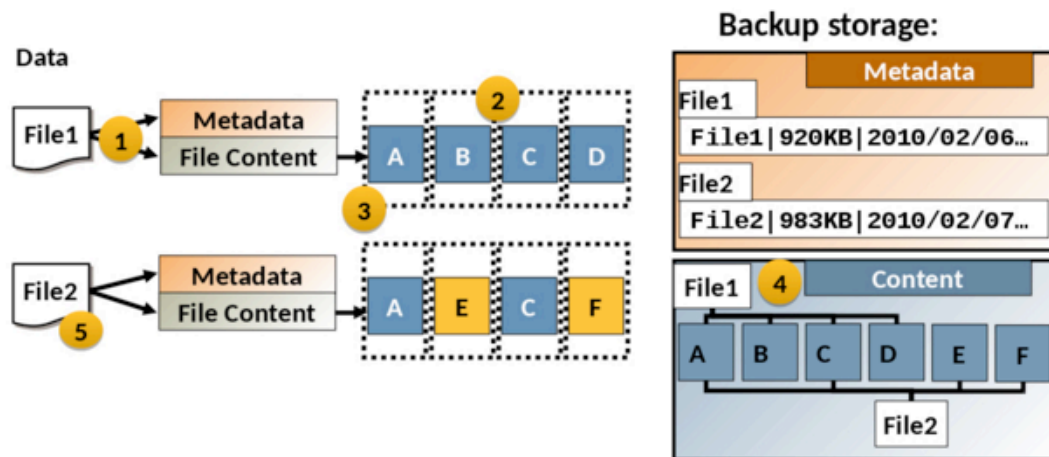 Backup storage:
Data
File1
1
Metadata
File Content
2
A B C D
3
File2
5
Metadata
File Content
A E C F
Metadata
File1
File1|920KB|2010/02/06...
File2
File2|983KB|2010/02/07...
File1
4
Content
A B C D E F
File2